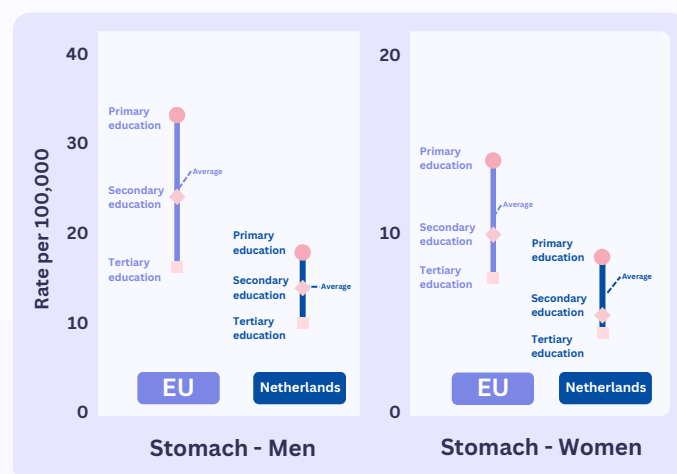 Rate per 100,000
40
30
20
10
0
Primary
education
Average
Secondary
education
Tertiary
education
EU
Primary
education
Secondary
education
Average
Tertiary
education
Netherlands
Stomach - Men
20
10
0
Primary
education
Average
Secondary
education
Tertiary
education
EU
Primary
education
Average
Secondary
education
Tertiary
education
Netherlands
Stomach - Women